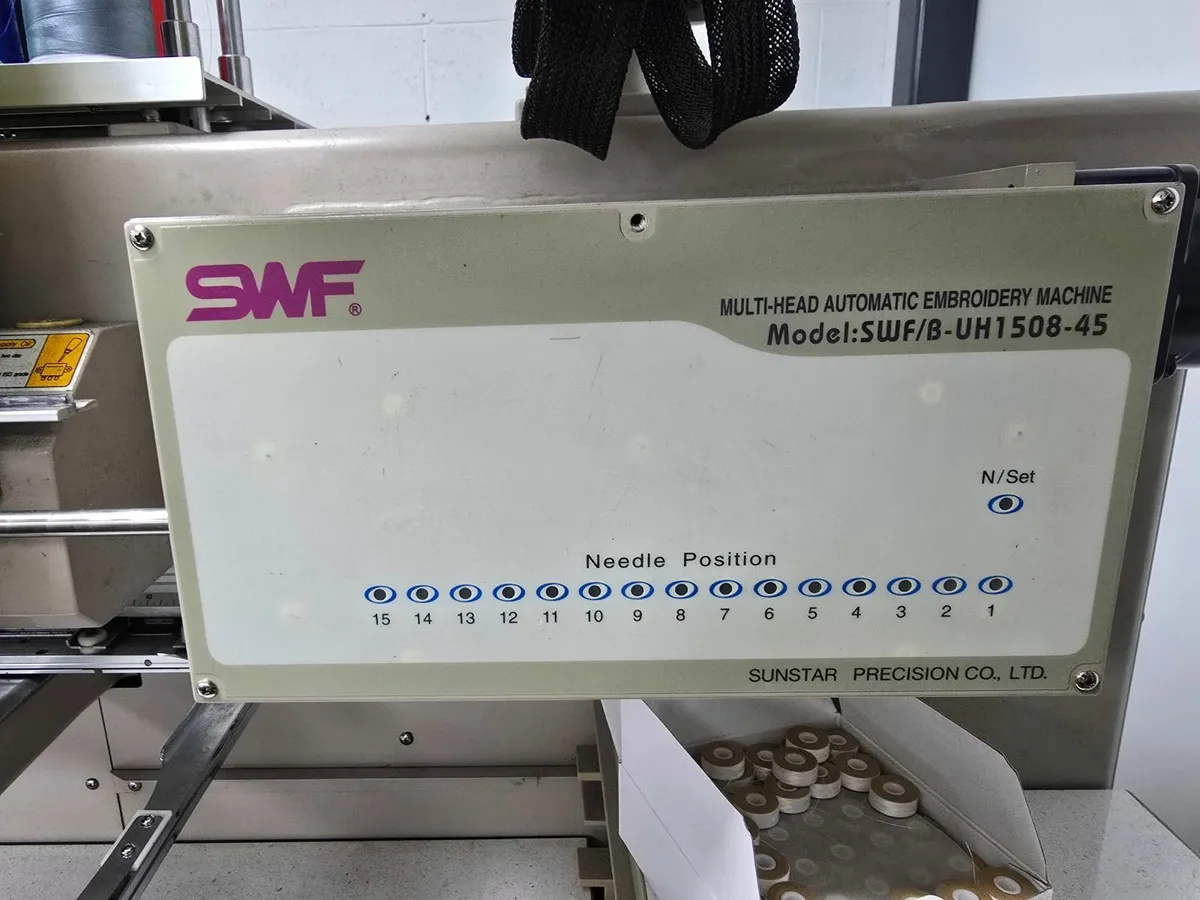 SWF®
MULTI-HEAD AUTOMATIC EMBROIDERY MACHINE
Model:SWF/B-UH1508-45
N/Set
Needle Position
15 14 13 12 11 10 9 8 7 6 5 4 3 2 1
SUNSTAR PRECISION CO., LTD.